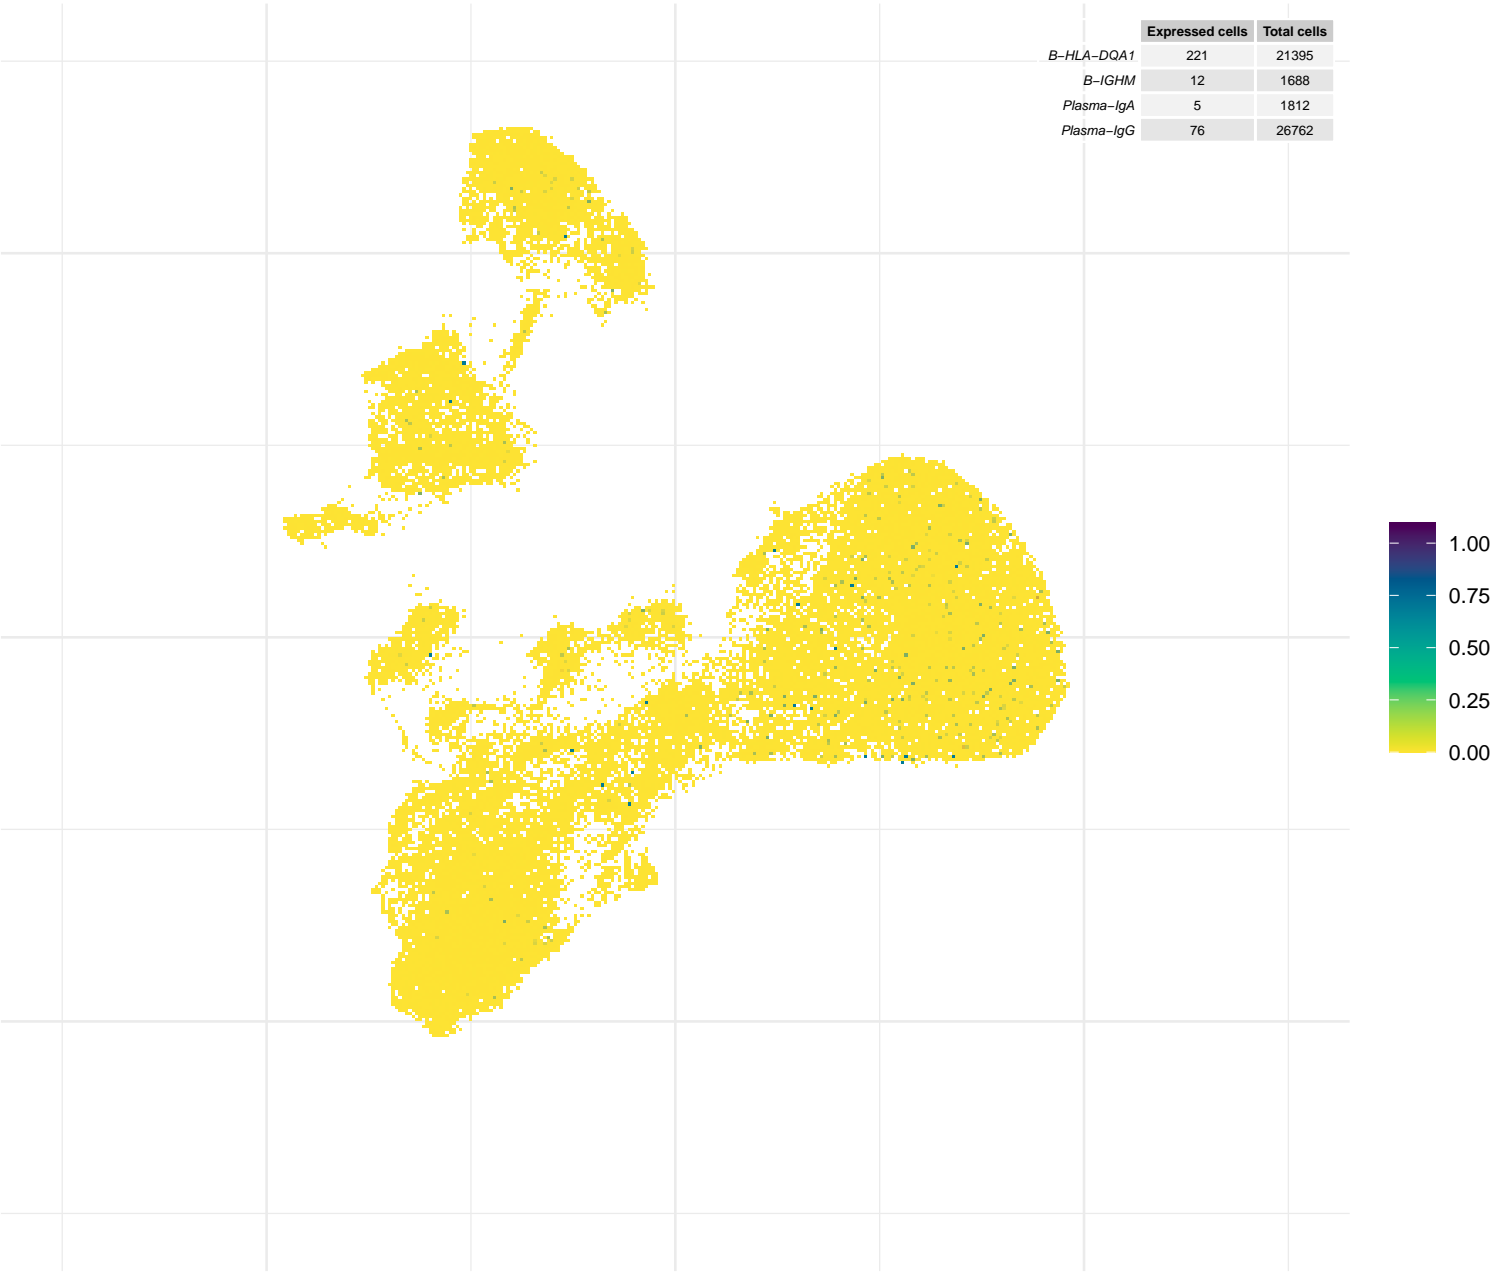 Expressed cells Total cells
B−HLA−DQA1 221 21395
B−IGHM 12 1688
Plasma−IgA 5 1812
Plasma−IgG 76 26762
1.00
0.75
0.50
0.25
0.00